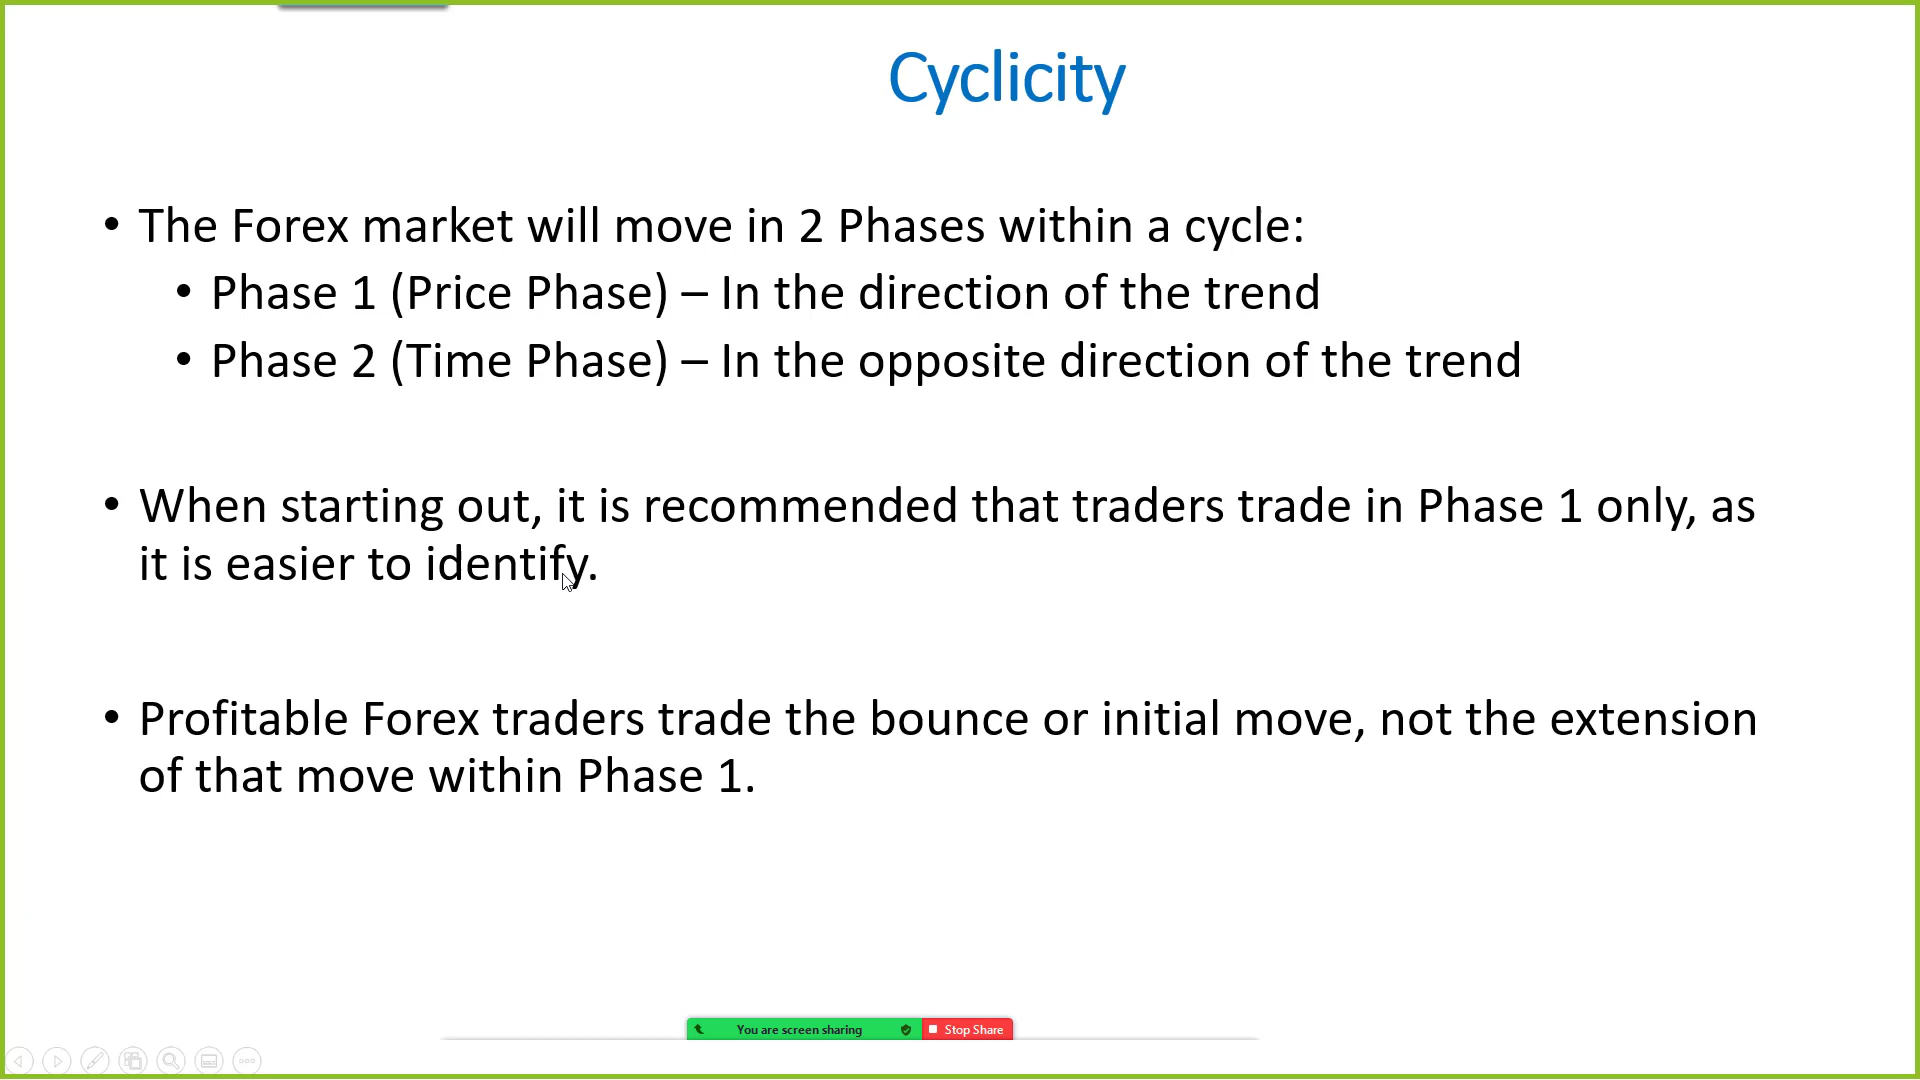 Cyclicity
• The Forex market will move in 2 Phases within a cycle:
• Phase 1 (Price Phase) – In the direction of the trend
• Phase 2 (Time Phase) – In the opposite direction of the trend
• When starting out, it is recommended that traders trade in Phase 1 only, as
it is easier to identify.
• Profitable Forex traders trade the bounce or initial move, not the extension
of that move within Phase 1.
You are screen sharing Stop Share